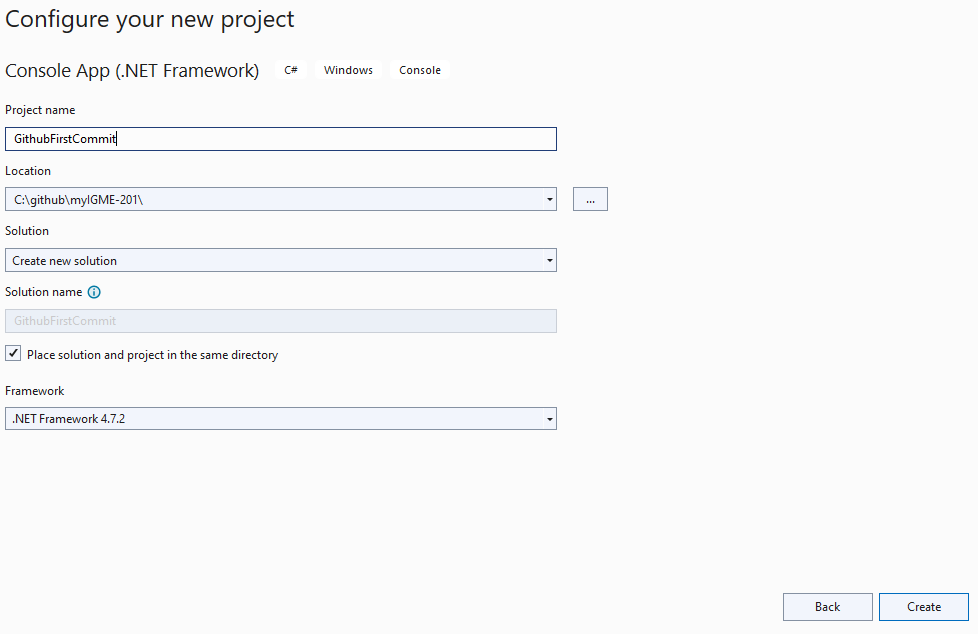 Configure your new project
Console App (.NET Framework) C# Windows Console
Project name
GithubFirstCommit
Location
C:\github\myIGME-201\ ...
Solution
Create new solution
Solution name
GithubFirstCommit
Place solution and project in the same directory
Framework
.NET Framework 4.7.2
Back Create